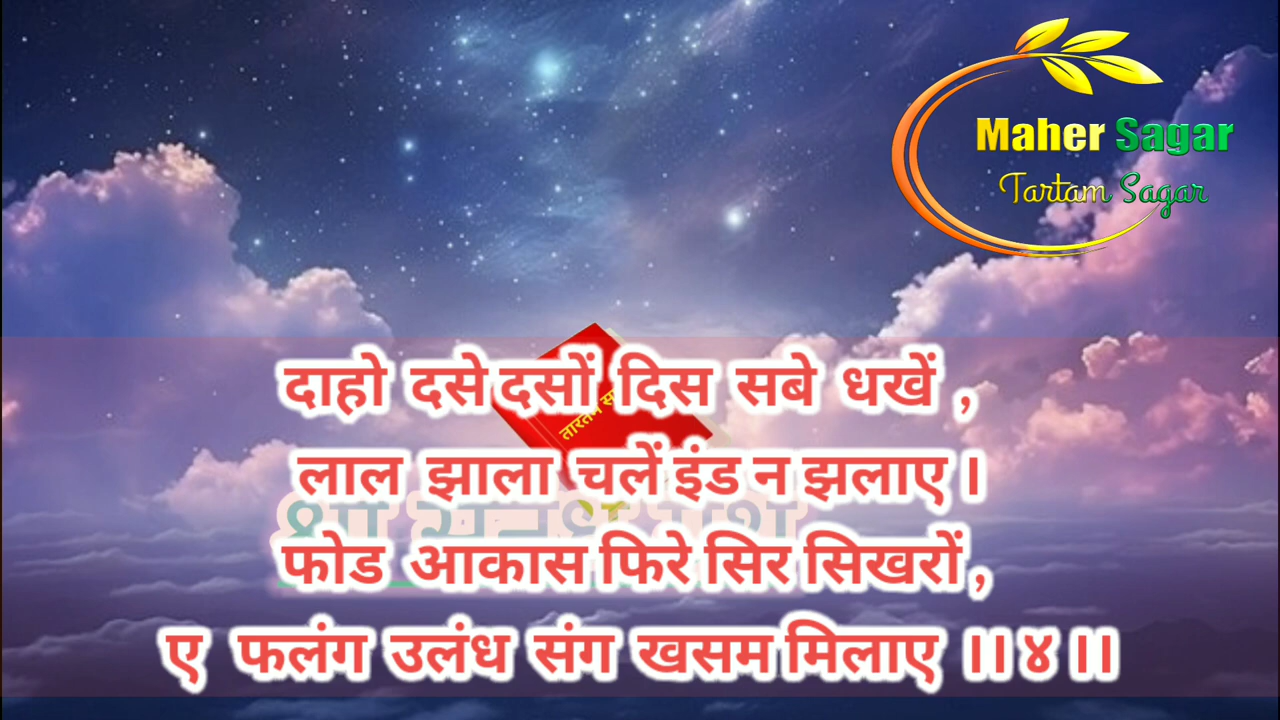 Maher Sagar
Tartam Sagar
दाहो दसे दसों दिस सबे धखें ,
लाल झाला चलें इंड न झलाए ।
फोड आकास फिरे सिर सिखरों ,
ए फलंग उलंध संग खसम मिलाए ।।४।।